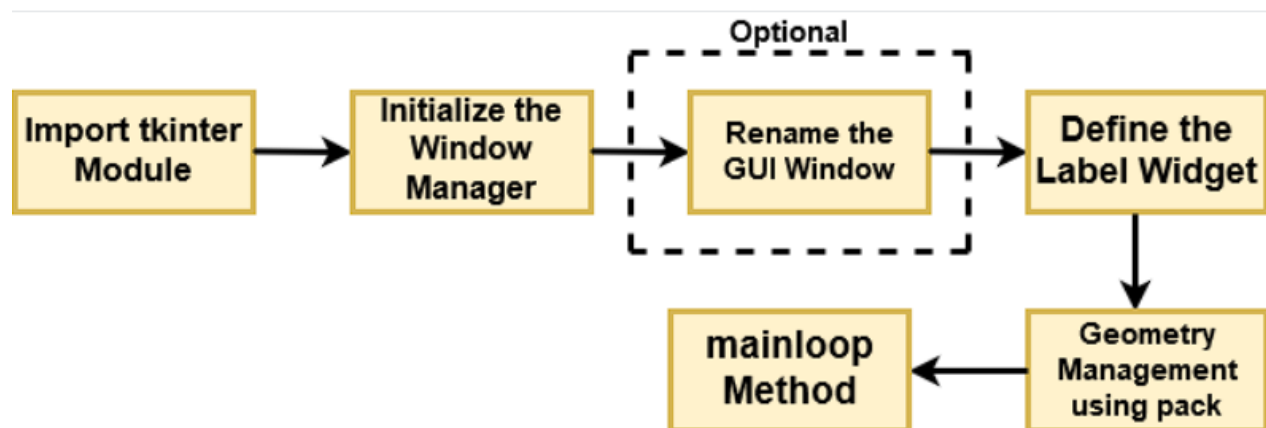 Optional
Import tkinter
Module
Initialize the
Window
Manager
Rename the
GUI Window
Define the
Label Widget
Geometry
Management
using pack
mainloop
Method